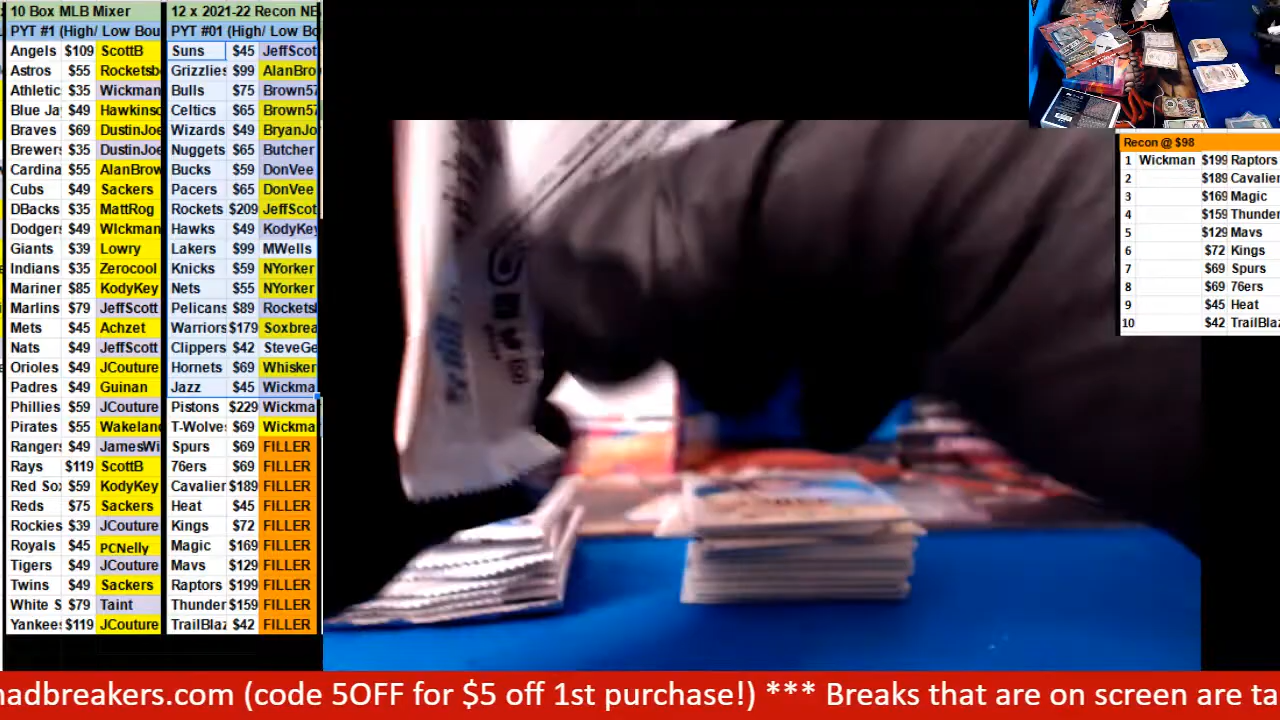 10 Box MLB Mixer
PYT #1 (High/ Low Bou
Angels $109 ScottB
Astros $55 Rocketsb
Athletic $35 Wickman
Blue Ja $49 Hawkins
Braves $69 DustinJoe
Brewers $35 DustinJoe
Cardina $55 AlanBrow
Cubs $49 Sackers
DBacks $35 MattRog
Dodgers $49 WIckman
Giants $39 Lowry
Indians $35 Zerocool
Mariner $85 KodyKey
Marlins $79 JeffScott
Mets $45 Achzet
Nats $49 JeffScott
Orioles $49 JCouture
Padres $49 Guinan
Phillies $59 JCouture
Pirates $55 Wakeland
Rangers $49 JamesWi
Rays $119 ScottB
Red Sox $59 KodyKey
Reds $75 Sackers
Rockies $39 JCouture
Royals $45 PCNelly
Tigers $49 JCouture
Twins $49 Sackers
White S $79 Taint
Yankees $119 JCouture
12 x 2021-22 Recon NB
PYT #01 (High/ Low Bo
Suns $45 JeffScot
Grizzlies $99 AlanBro
Bulls $75 Brown57
Celtics $65 Brown57
Wizards $49 BryanJo
Nuggets $65 Butcher
Bucks $59 DonVee
Pacers $65 DonVee
Rockets $209 JeffScot
Hawks $49 KodyKey
Lakers $99 MWells
Knicks $59 NYorker
Nets $55 NYorker
Pelicans $89 Rockets
Warriors $179 Soxbrea
Clippers $42 SteveGe
Hornets $69 Whisker
Jazz $45 Wickma
Pistons $229 Wickma
T-Wolves $69 Wickma
Spurs $69 FILLER
76ers $69 FILLER
Cavalier $189 FILLER
Heat $45 FILLER
Kings $72 FILLER
Magic $169 FILLER
Mavs $129 FILLER
Raptors $199 FILLER
Thunder $159 FILLER
TrailBlaz $42 FILLER
Recon @ $98
1 Wickman $199 Raptors
2 $189 Cavalier
3 $169 Magic
4 $159 Thunder
5 $129 Mavs
6 $72 Kings
7 $69 Spurs
8 $69 76ers
9 $45 Heat
10 $42 TrailBlaz
nadbreakers.com (code 5OFF for $5 off 1st purchase!) *** Breaks that are on screen are ta